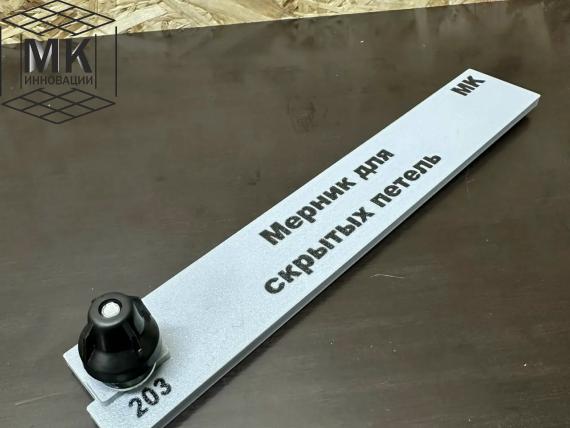 МК
ИННОВАЦИИ
МК
Мерник для
скрытых петель
203